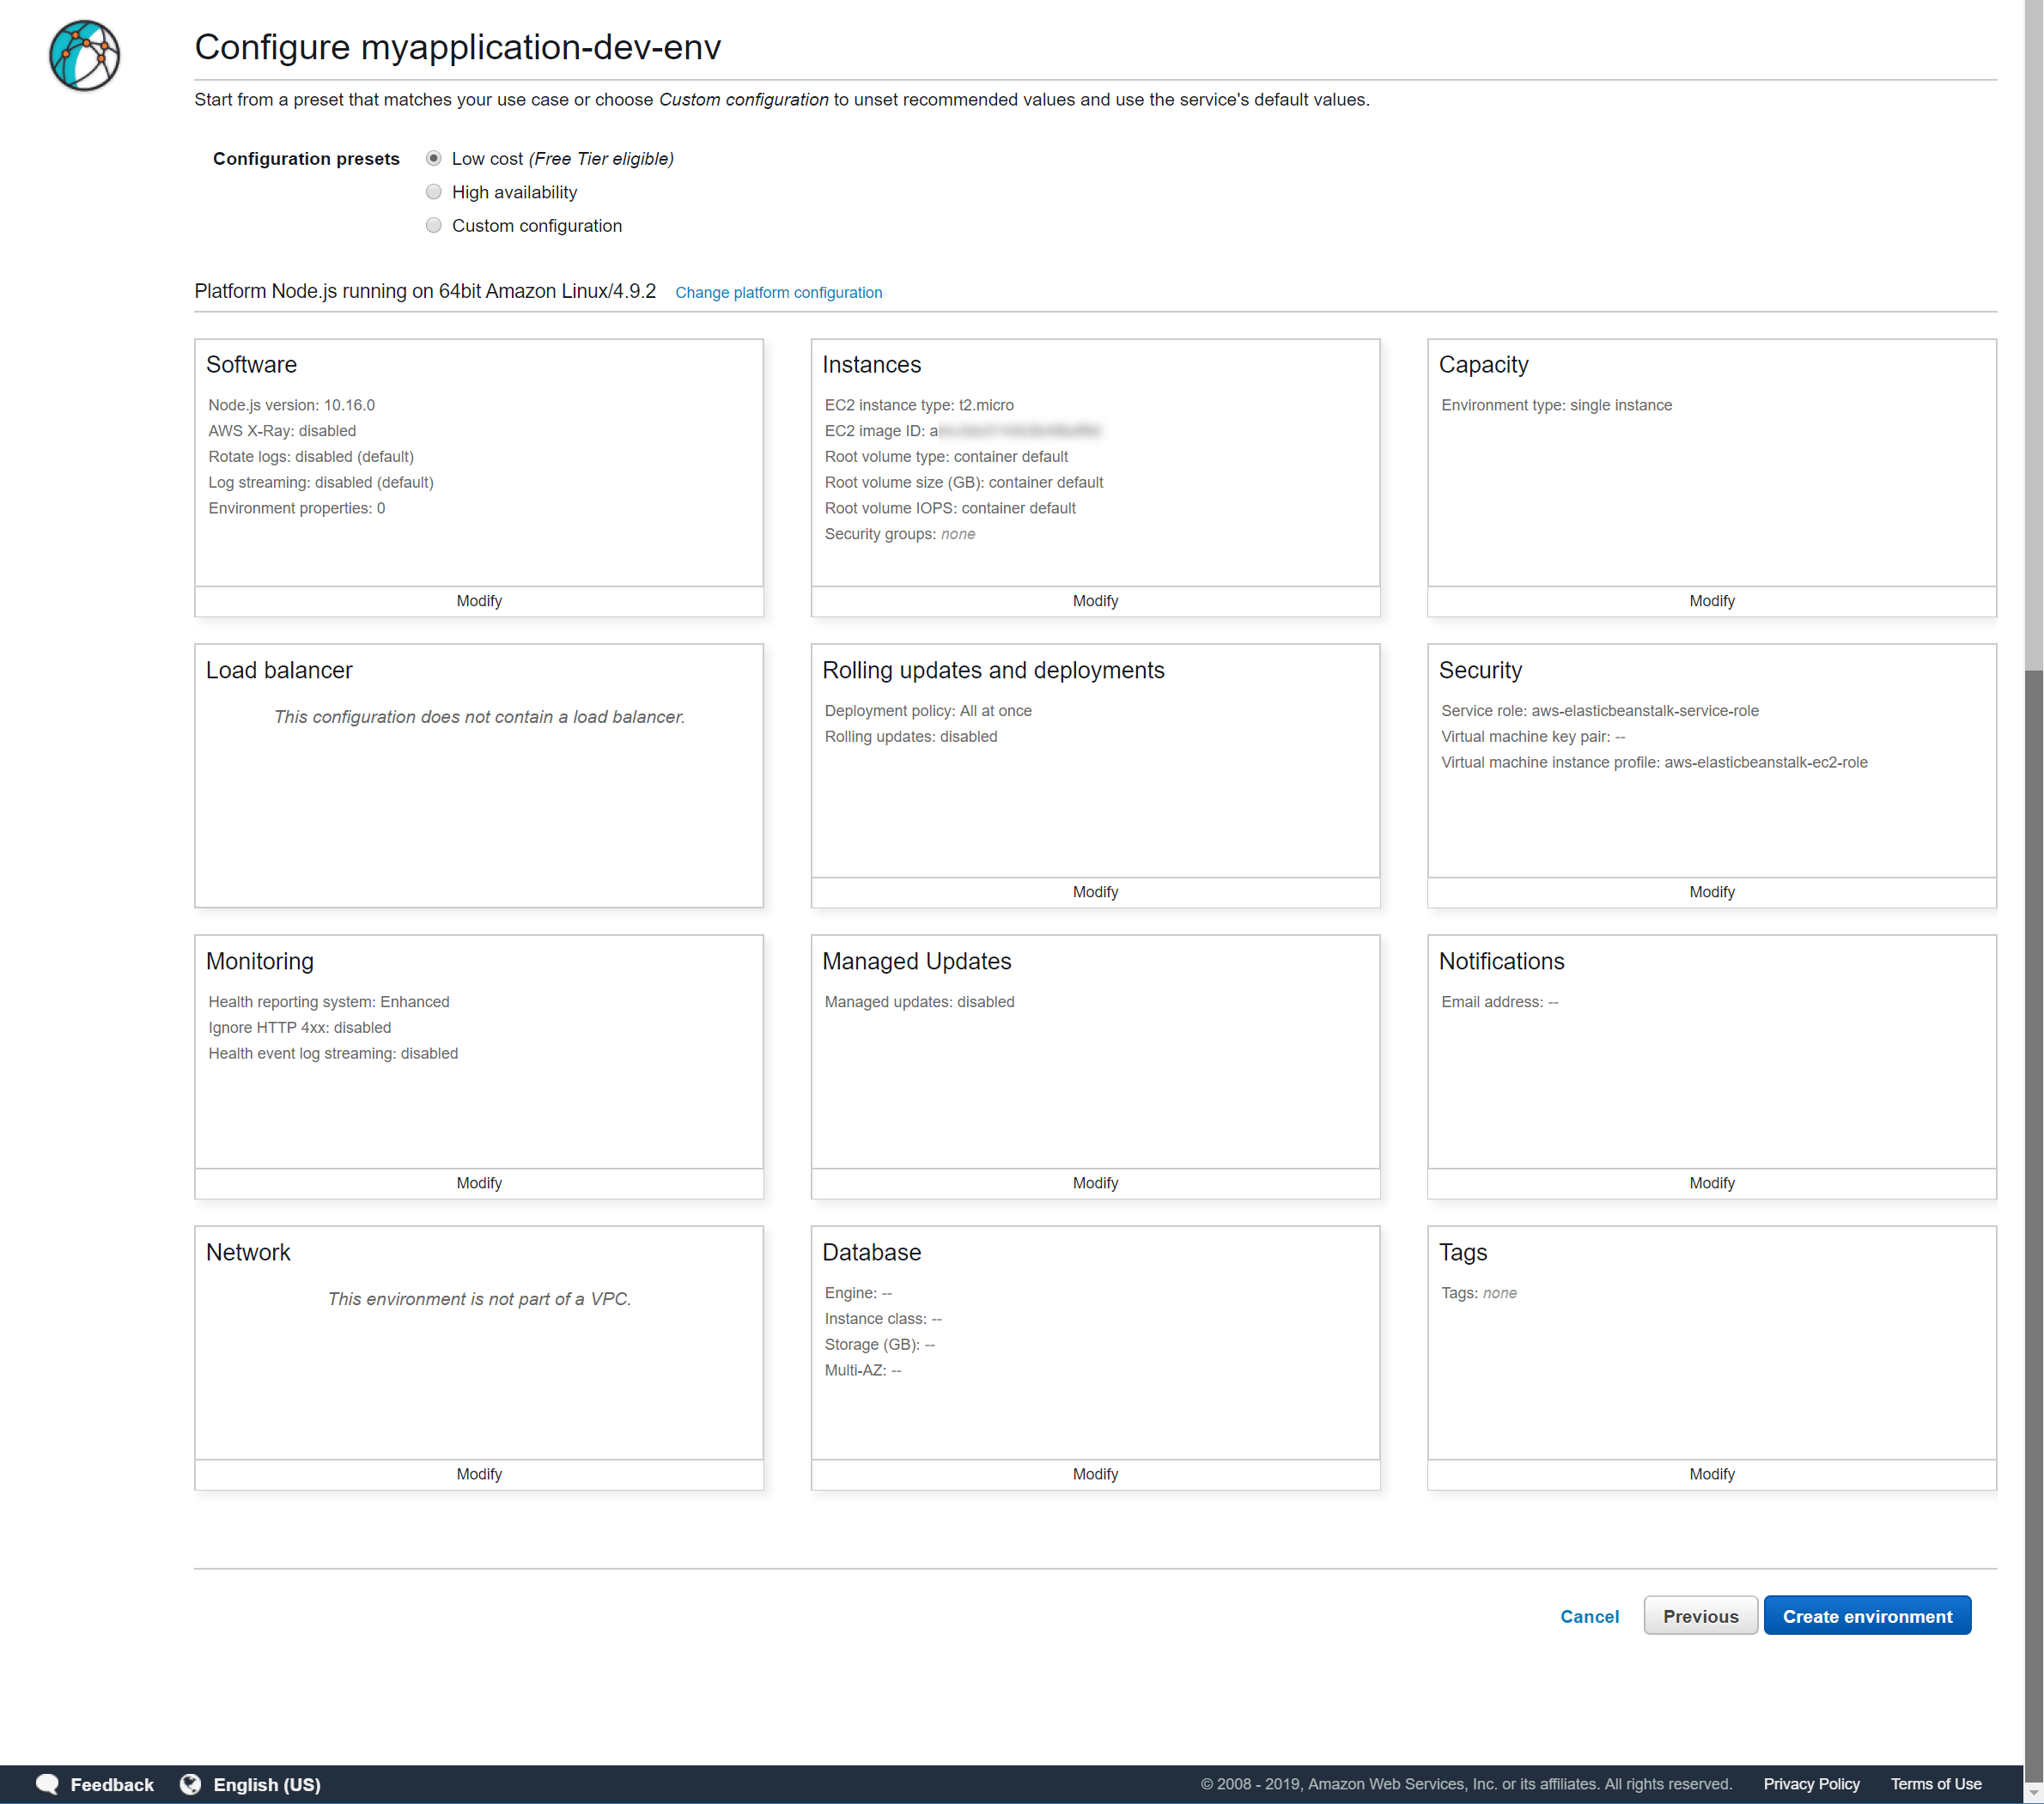 Configure myapplication-dev-env
Start from a preset that matches your use case or choose Custom configuration to unset recommended values and use the service's default values.
Configuration presets
Low cost (Free Tier eligible)
High availability
Custom configuration
Platform Node.js running on 64bit Amazon Linux/4.9.2 Change platform configuration
Software
Node.js version: 10.16.0
AWS X-Ray: disabled
Rotate logs: disabled (default)
Log streaming: disabled (default)
Environment properties: 0
Modify
Instances
EC2 instance type: t2.micro
EC2 image ID:
Root volume type: container default
Root volume size (GB): container default
Root volume IOPS: container default
Security groups: none
Modify
Capacity
Environment type: single instance
Modify
Load balancer
This configuration does not contain a load balancer.
Rolling updates and deployments
Deployment policy: All at once
Rolling updates: disabled
Modify
Security
Service role: aws-elasticbeanstalk-service-role
Virtual machine key pair: --
Virtual machine instance profile: aws-elasticbeanstalk-ec2-role
Modify
Monitoring
Health reporting system: Enhanced
Ignore HTTP 4xx: disabled
Health event log streaming: disabled
Modify
Managed Updates
Managed updates: disabled
Modify
Notifications
Email address: --
Modify
Network
This environment is not part of a VPC.
Modify
Database
Engine: --
Instance class: --
Storage (GB): --
Multi-AZ: --
Modify
Tags
Tags: none
Modify
Cancel Previous Create environment
Feedback English (US) © 2008 - 2019, Amazon Web Services, Inc. or its affiliates. All rights reserved. Privacy Policy Terms of Use